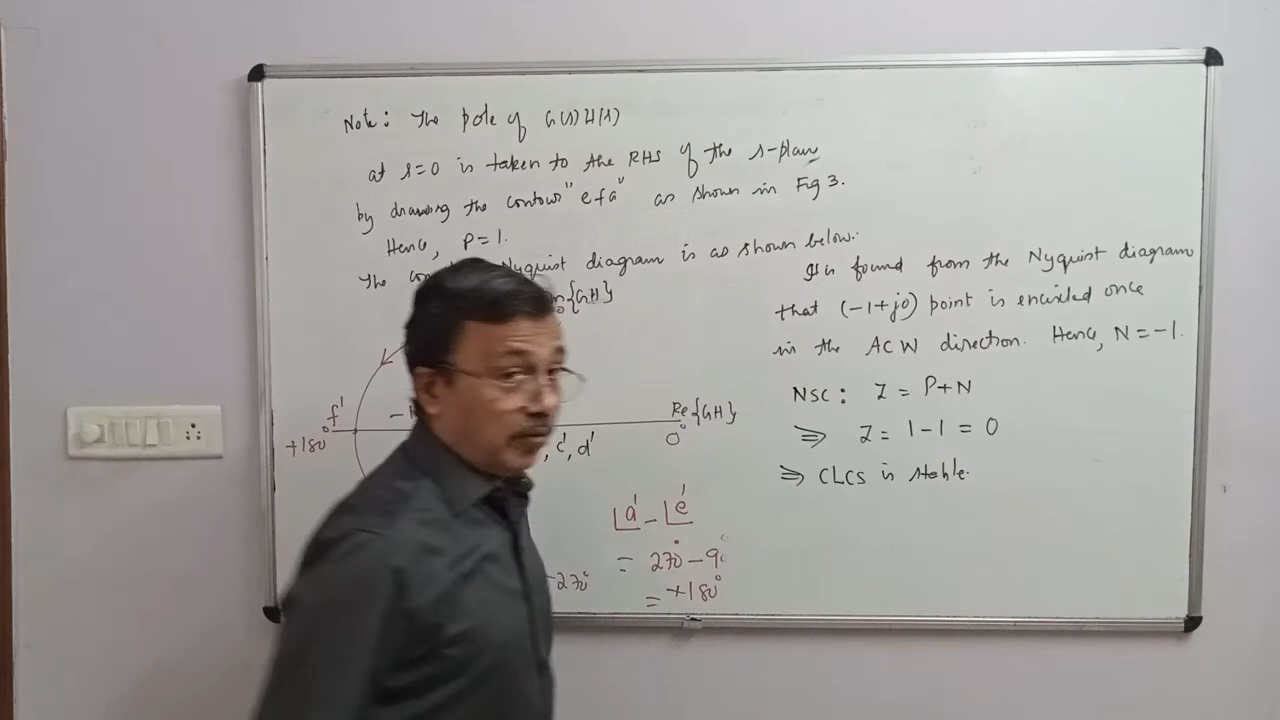 Note: The pole of G(s)H(s)
at s=0 is taken to the RHS of the s-plane
by drawing the contour "efa" as shown in Fig 3.
Hence, P=1.
The Nyquist diagram is as shown below:
{GH}
f'
+180°
Re{GH}
0°
c', d'
-270°
∠a' - ∠e'
= 270° - 90°
= +180°
It is found from the Nyquist diagram
that (-1+j0) point is encircled once
in the ACW direction. Hence, N=-1.
NSC: Z = P+N
⇒ Z = 1-1 = 0
⇒ CLCS is stable.